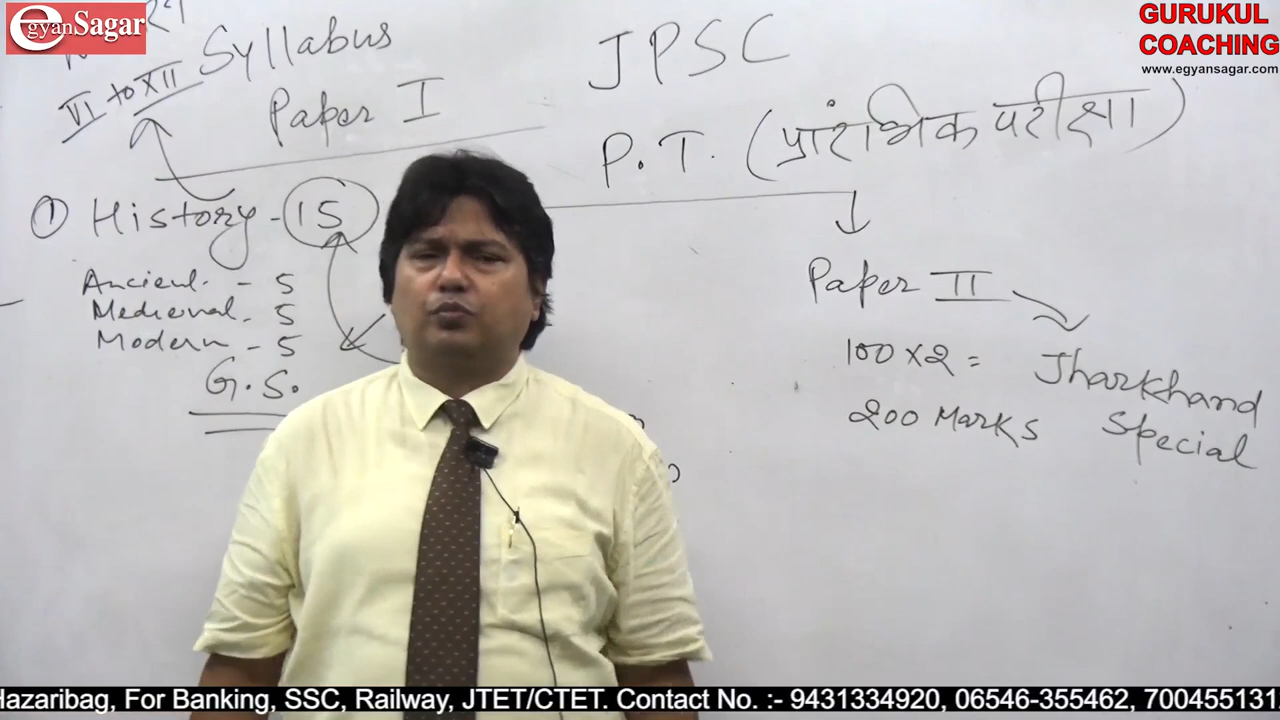 egyanSagar
GURUKUL
COACHING
www.egyansagar.com
VI to XII Syllabus
Paper I
① History - 15
Ancient. - 5
Medieval. 5
Modern - 5
G.S.
JPSC
P.T. (प्रारंभिक परीक्षा)
Paper II
100 x 2 =
200 Marks
Jharkhand
Special
Hazaribag, For Banking, SSC, Railway, JTET/CTET. Contact No. :- 9431334920, 06546-355462, 700455131